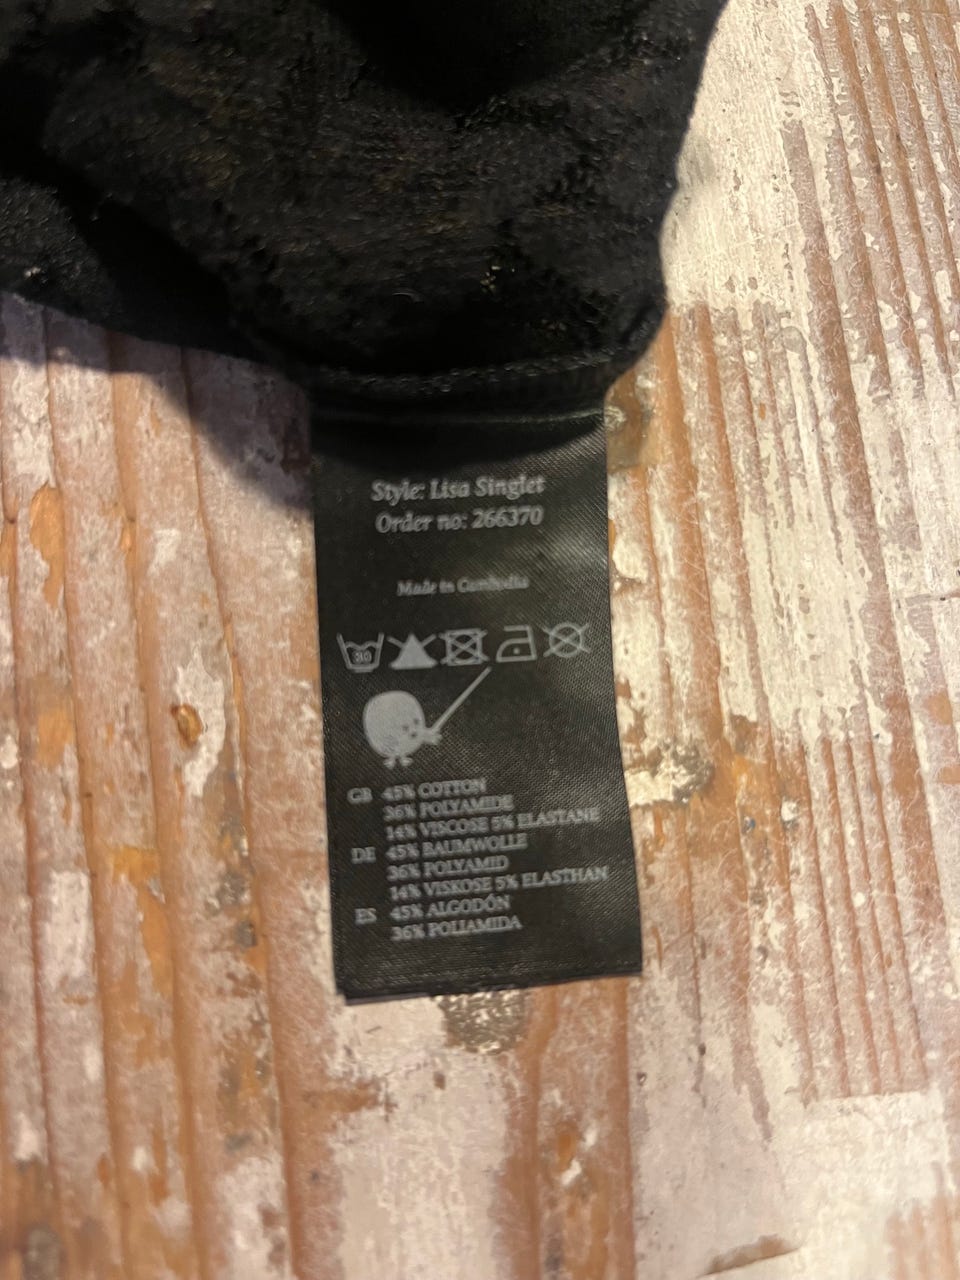 Style: Lisa Singlet
Order no: 266370
Made in Cambodia
30
GB 45% COTTON
36% POLYAMIDE
14% VISCOSE 5% ELASTANE
DE 45% BAUMWOLLE
36% POLYAMID
14% VISKOSE 5% ELASTHAN
ES 45% ALGODÓN
36% POLIAMIDA